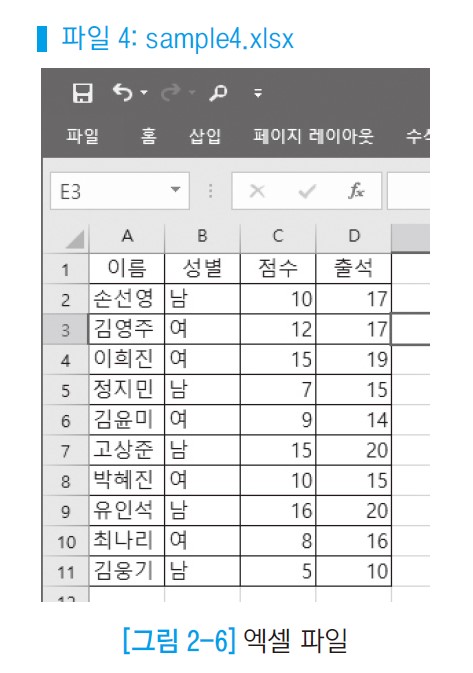 파일 4: sample4.xlsx
파일 홈 삽입 페이지 레이아웃
E3 fx
A B C D
1 이름 성별 점수 출석
2 손선영 남 10 17
3 김영주 여 12 17
4 이희진 여 15 19
5 정지민 남 7 15
6 김윤미 여 9 14
7 고상준 남 15 20
8 박혜진 여 10 15
9 유인석 남 16 20
10 최나리 여 8 16
11 김웅기 남 5 10
[그림 2-6] 엑셀 파일